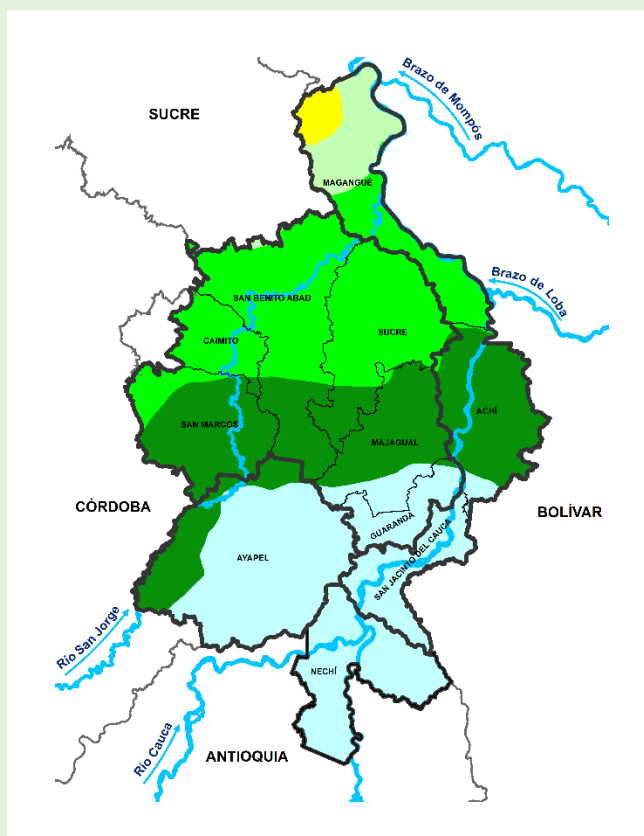 Brazo de Mompós
SUCRE
MAGANGUÉ
Brazo de Loba
SAN BENITO ABAD
SUCRE
CAIMITO
ACHÍ
SAN MARCOS
MAJAGUAL
CÓRDOBA
BOLÍVAR
GUARANDA
AYAPEL
SAN JACINTO DEL CAUCA
Río San Jorge
NECHÍ
Río Cauca
ANTIOQUIA